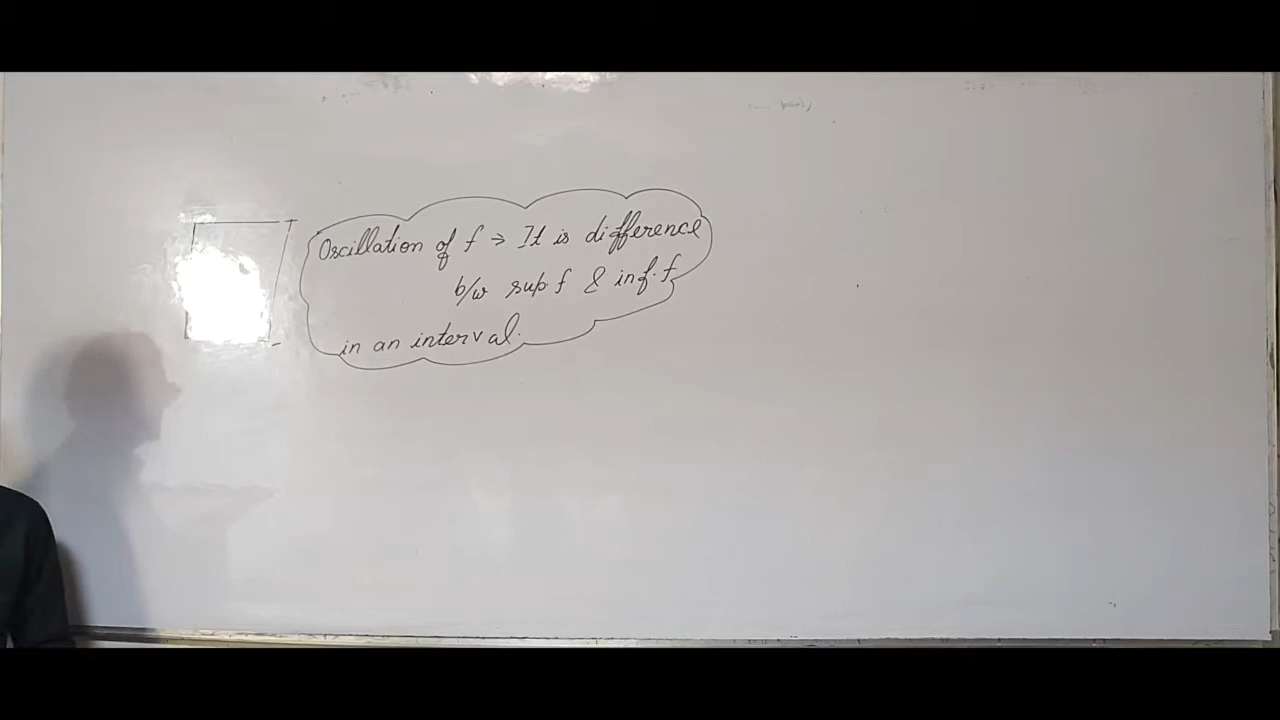 Oscillation of f ⇒ It is difference
b/w sup. f & inf. f
in an interval.